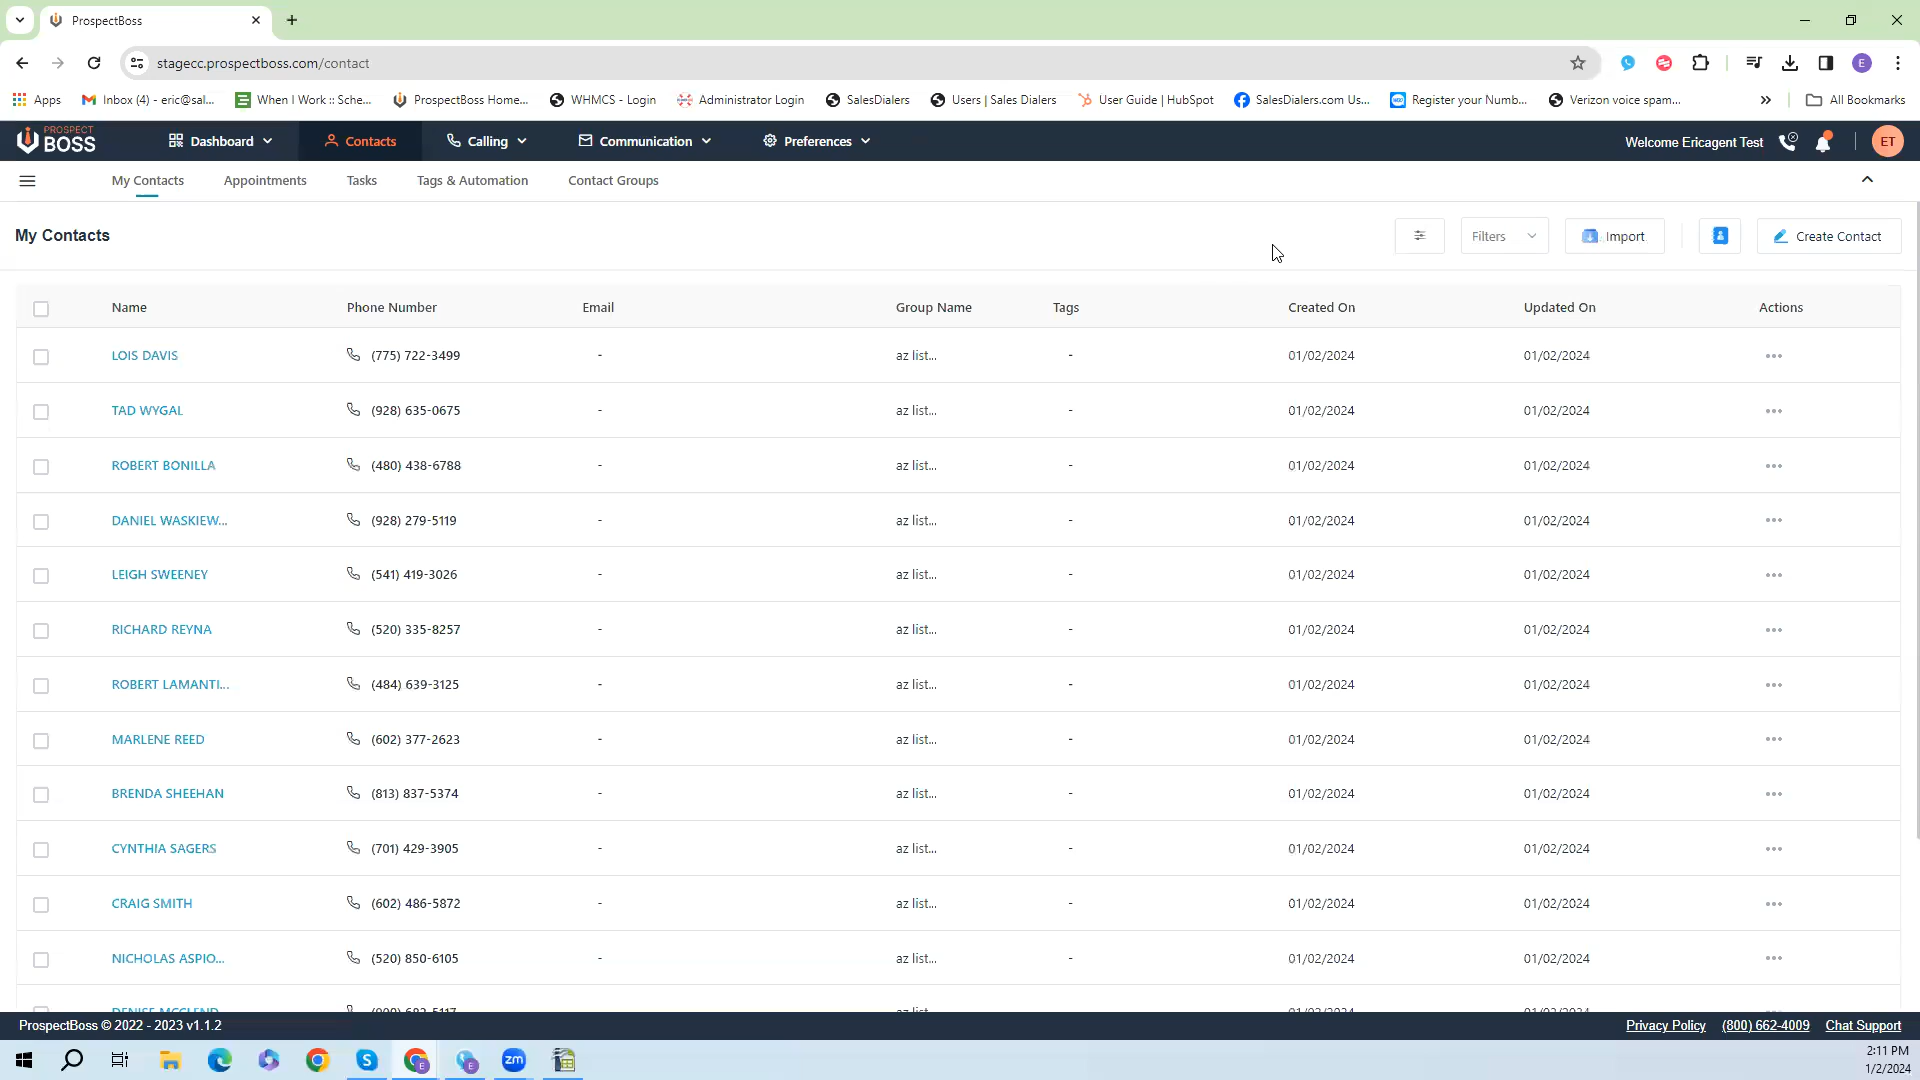 ProspectBoss
stagecc.prospectboss.com/contact
Apps
Inbox (4) - eric@sal...
When I Work :: Sche...
ProspectBoss Home...
WHMCS - Login
Administrator Login
SalesDialers
Users | Sales Dialers
User Guide | HubSpot
SalesDialers.com Us...
Register your Numb...
Verizon voice spam...
All Bookmarks
PROSPECT
BOSS
Dashboard
Contacts
Calling
Communication
Preferences
Welcome Ericagent Test
ET
My Contacts
Appointments
Tasks
Tags & Automation
Contact Groups
My Contacts
Filters
Import
Create Contact
Name Phone Number Email Group Name Tags Created On Updated On Actions
LOIS DAVIS (775) 722-3499 - az list... - 01/02/2024 01/02/2024
TAD WYGAL (928) 635-0675 - az list... - 01/02/2024 01/02/2024
ROBERT BONILLA (480) 438-6788 - az list... - 01/02/2024 01/02/2024
DANIEL WASKIEW... (928) 279-5119 - az list... - 01/02/2024 01/02/2024
LEIGH SWEENEY (541) 419-3026 - az list... - 01/02/2024 01/02/2024
RICHARD REYNA (520) 335-8257 - az list... - 01/02/2024 01/02/2024
ROBERT LAMANTI... (484) 639-3125 - az list... - 01/02/2024 01/02/2024
MARLENE REED (602) 377-2623 - az list... - 01/02/2024 01/02/2024
BRENDA SHEEHAN (813) 837-5374 - az list... - 01/02/2024 01/02/2024
CYNTHIA SAGERS (701) 429-3905 - az list... - 01/02/2024 01/02/2024
CRAIG SMITH (602) 486-5872 - az list... - 01/02/2024 01/02/2024
NICHOLAS ASPIO... (520) 850-6105 - az list... - 01/02/2024 01/02/2024
ProspectBoss © 2022 - 2023 v1.1.2
Privacy Policy
(800) 662-4009
Chat Support
2:11 PM
1/2/2024